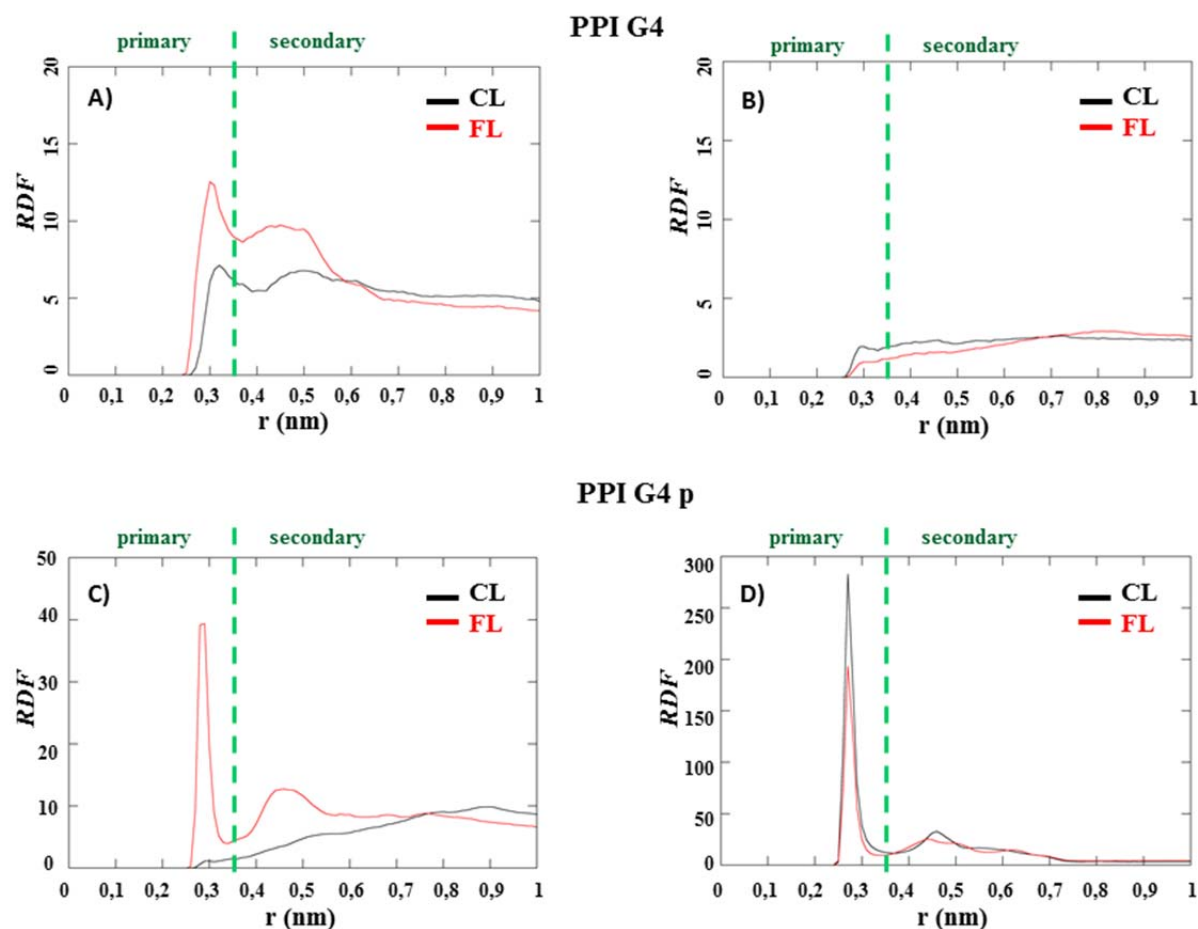 PPI G4
primary secondary
A)
CL
FL
RDF
20
15
10
5
0
0 0,1 0,2 0,3 0,4 0,5 0,6 0,7 0,8 0,9 1
r (nm)
primary secondary
B)
CL
FL
RDF
20
15
10
5
0
0 0,1 0,2 0,3 0,4 0,5 0,6 0,7 0,8 0,9 1
r (nm)
PPI G4 p
primary secondary
C)
CL
FL
RDF
50
40
30
20
10
0
0 0,1 0,2 0,3 0,4 0,5 0,6 0,7 0,8 0,9 1
r (nm)
primary secondary
D)
CL
FL
RDF
300
250
200
150
100
50
0
0 0,1 0,2 0,3 0,4 0,5 0,6 0,7 0,8 0,9 1
r (nm)